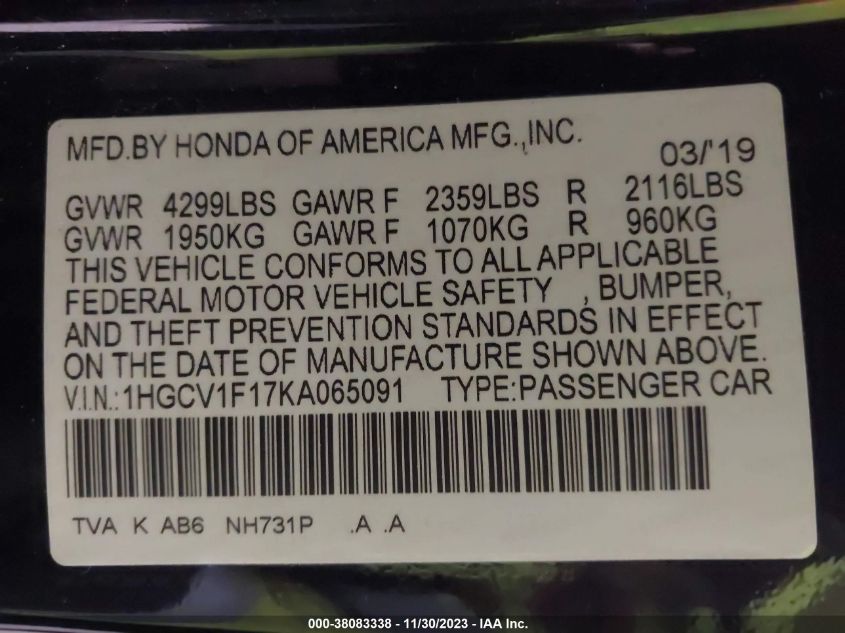 MFD.BY HONDA OF AMERICA MFG.,INC.
03/'19
GVWR 4299LBS GAWR F 2359LBS R 2116LBS
GVWR 1950KG GAWR F 1070KG R 960KG
THIS VEHICLE CONFORMS TO ALL APPLICABLE
FEDERAL MOTOR VEHICLE SAFETY , BUMPER,
AND THEFT PREVENTION STANDARDS IN EFFECT
ON THE DATE OF MANUFACTURE SHOWN ABOVE.
V.I.N.:1HGCV1F17KA065091 TYPE:PASSENGER CAR
TVA K AB6 NH731P .A .A
000-38083338 - 11/30/2023 - IAA Inc.